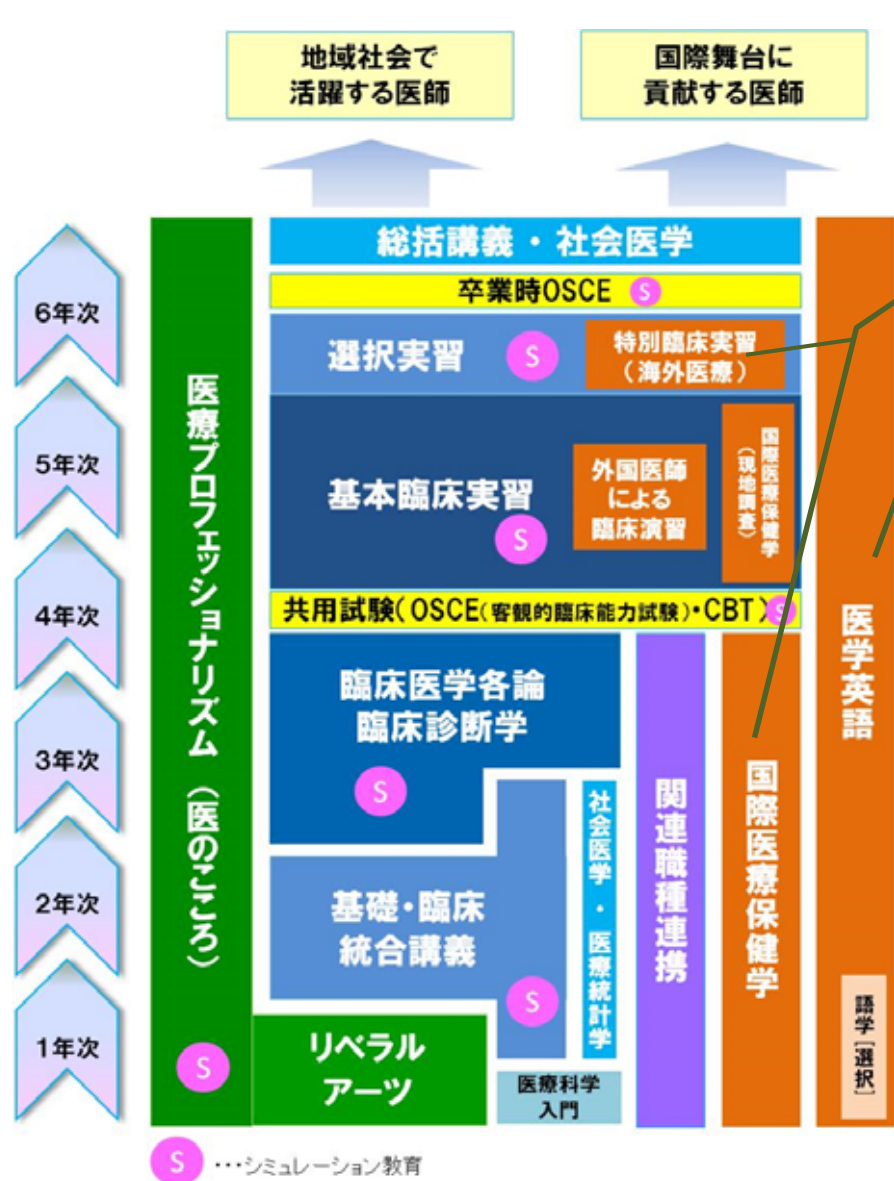 地域社会で
活躍する医師
国際舞台に
貢献する医師
6年次
5年次
4年次
3年次
2年次
1年次
医療プロフェッショナリズム（医のこころ）
S
総括講義・社会医学
卒業時OSCE S
選択実習 S
特別臨床実習
（海外医療）
基本臨床実習
S
外国医師
による
臨床演習
国際医療保健学
（現地調査）
共用試験(OSCE(客観的臨床能力試験)・CBT) S
臨床医学各論
臨床診断学
S
基礎・臨床
統合講義
S
社会医学・医療統計学
関連職種連携
国際医療保健学
医学英語
語学[選択]
リベラル
アーツ
医療科学
入門
S ･･･シミュレーション教育